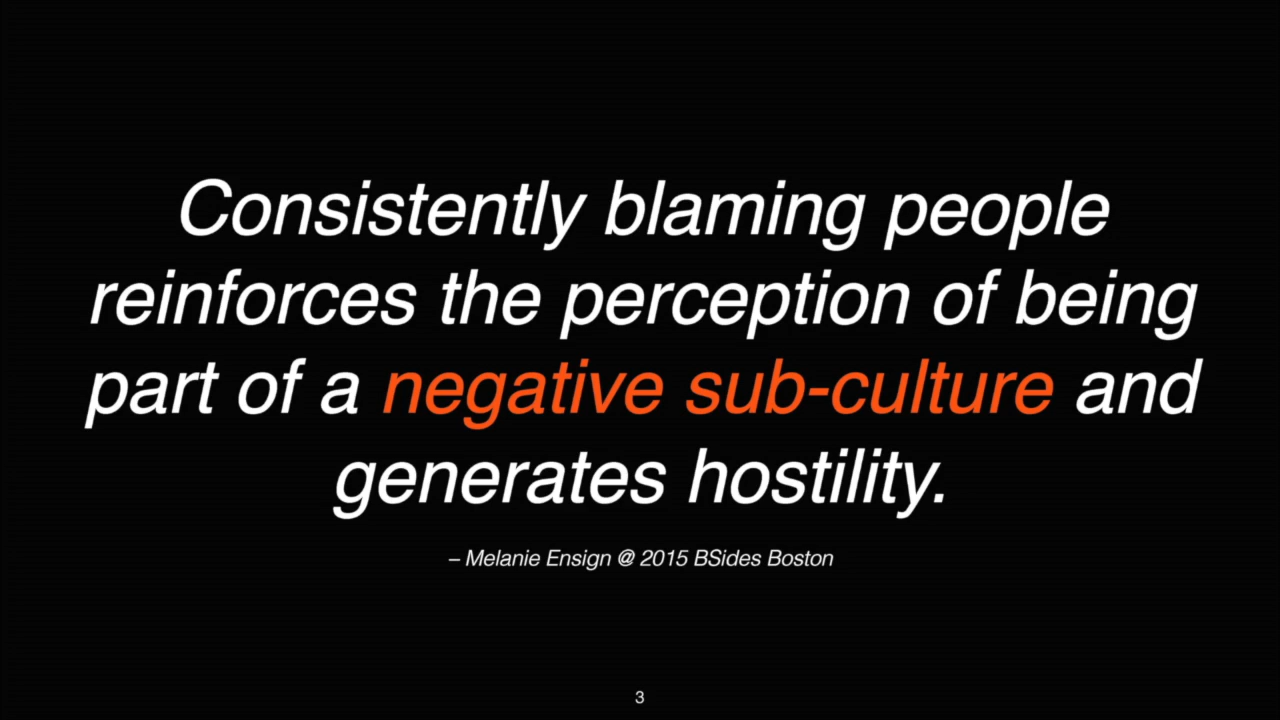 Consistently blaming people
reinforces the perception of being
part of a negative sub-culture and
generates hostility.
– Melanie Ensign @ 2015 BSides Boston
3